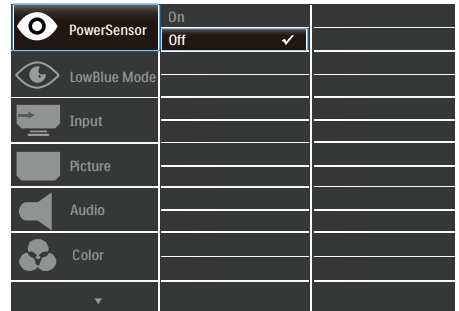 PowerSensor
On
Off
LowBlue Mode
Input
Picture
Audio
Color